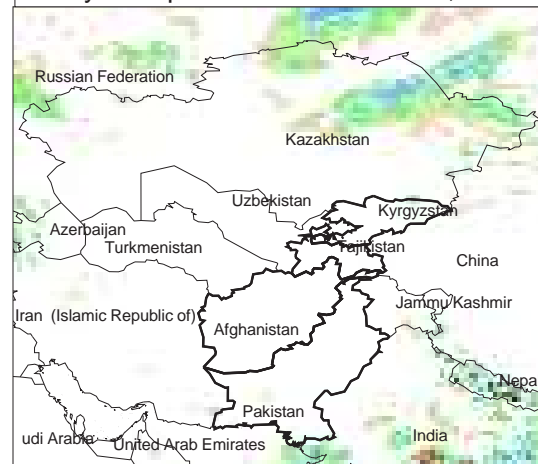 Russian Federation
Kazakhstan
Uzbekistan
Kyrgyzstan
Azerbaijan
Turkmenistan
Tajikistan
China
Jammu Kashmir
Iran (Islamic Republic of)
Afghanistan
Nepa
Pakistan
udi Arabia
United Arab Emirates
India